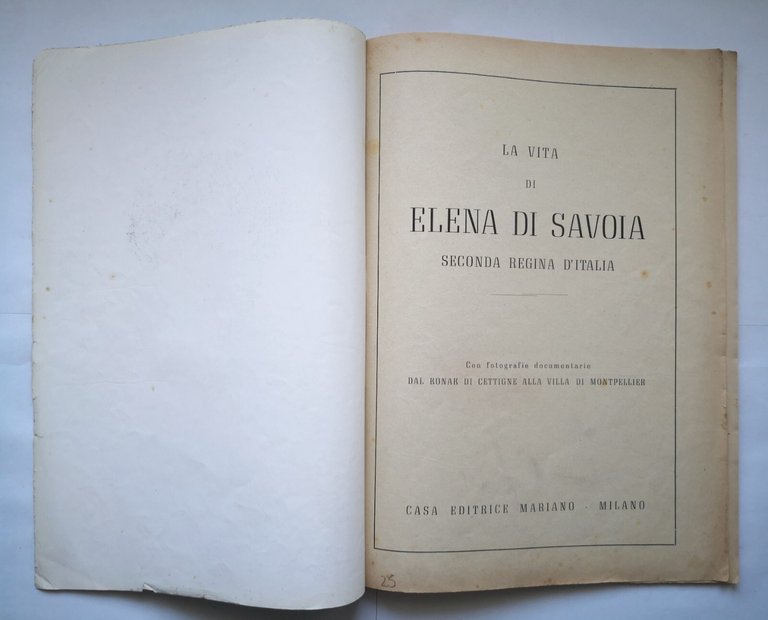 LA VITA
DI
ELENA DI SAVOIA
SECONDA REGINA D'ITALIA
Con fotografie documentarie
DAL KONAK DI CETTIGNE ALLA VILLA DI MONTPELLIER
CASA EDITRICE MARIANO · MILANO
25